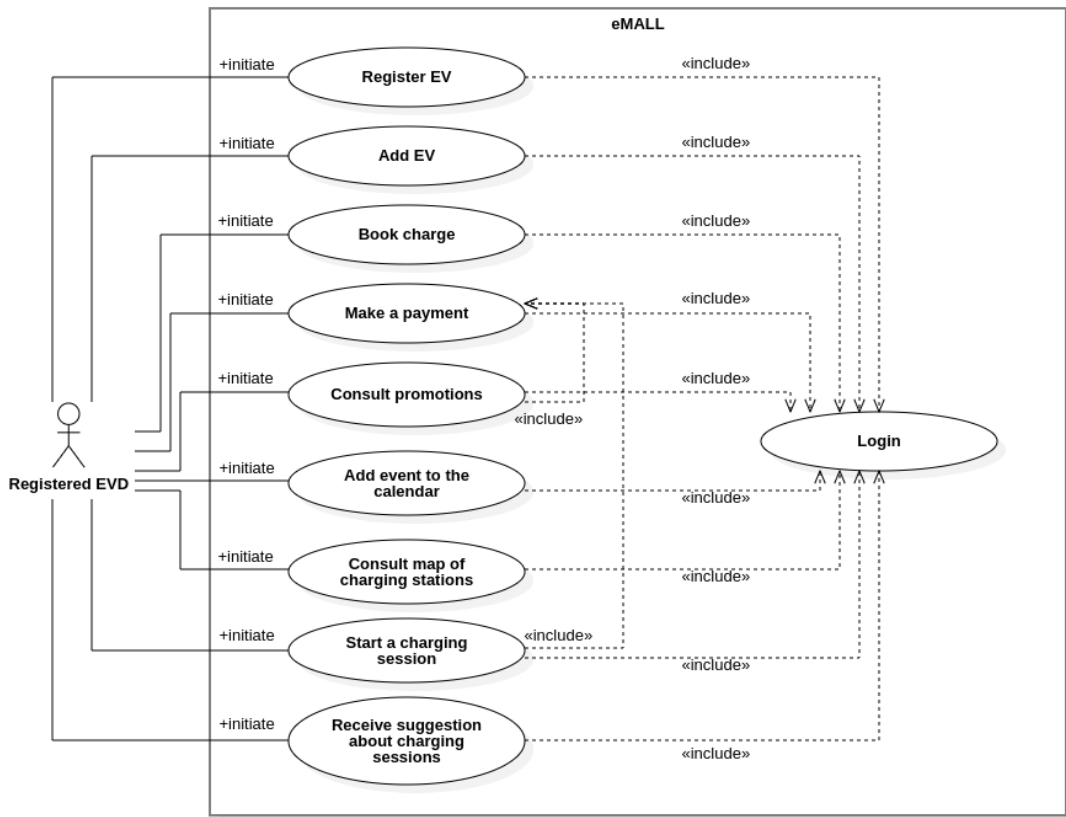 eMALL
+initiate
Register EV
«include»
+initiate
Add EV
«include»
+initiate
Book charge
«include»
+initiate
Make a payment
«include»
+initiate
Consult promotions
«include»
«include»
Registered EVD
+initiate
Add event to the
calendar
«include»
Login
+initiate
Consult map of
charging stations
«include»
+initiate
Start a charging
session
«include»
«include»
+initiate
Receive suggestion
about charging
sessions
«include»